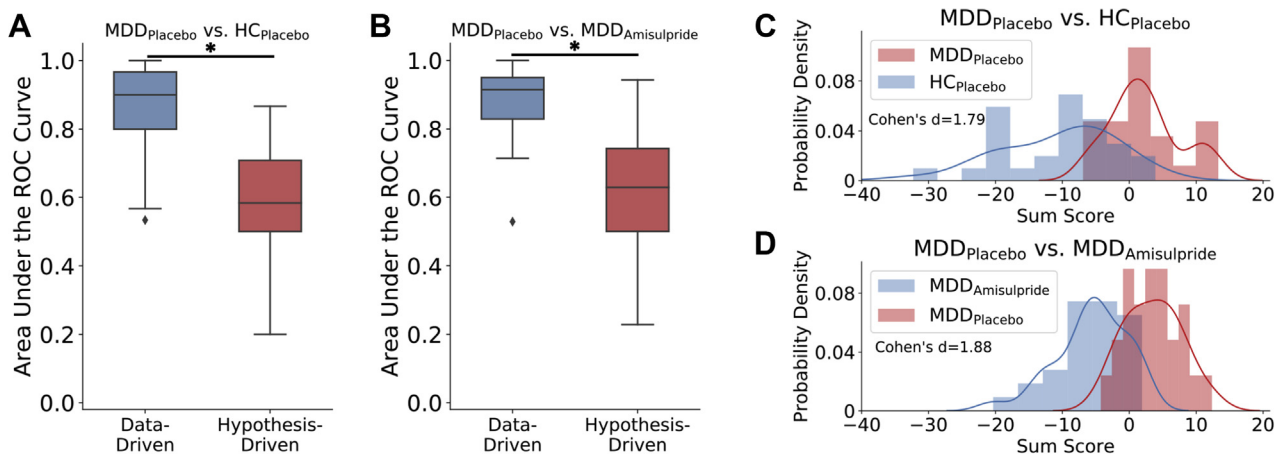 A
MDDPlacebo vs. HCPlacebo
*
Area Under the ROC Curve
1.0
0.8
0.6
0.4
0.2
0.0
Data-
Driven
Hypothesis-
Driven
B
MDDPlacebo vs. MDDAmisulpride
*
Area Under the ROC Curve
1.0
0.8
0.6
0.4
0.2
0.0
Data-
Driven
Hypothesis-
Driven
C
MDDPlacebo vs. HCPlacebo
Probability Density
0.08
0.04
0
MDDPlacebo
HCPlacebo
Cohen's d=1.79
−40 −30 −20 −10 0 10 20
Sum Score
D
MDDPlacebo vs. MDDAmisulpride
Probability Density
0.08
0.04
0
MDDAmisulpride
MDDPlacebo
Cohen's d=1.88
−40 −30 −20 −10 0 10 20
Sum Score